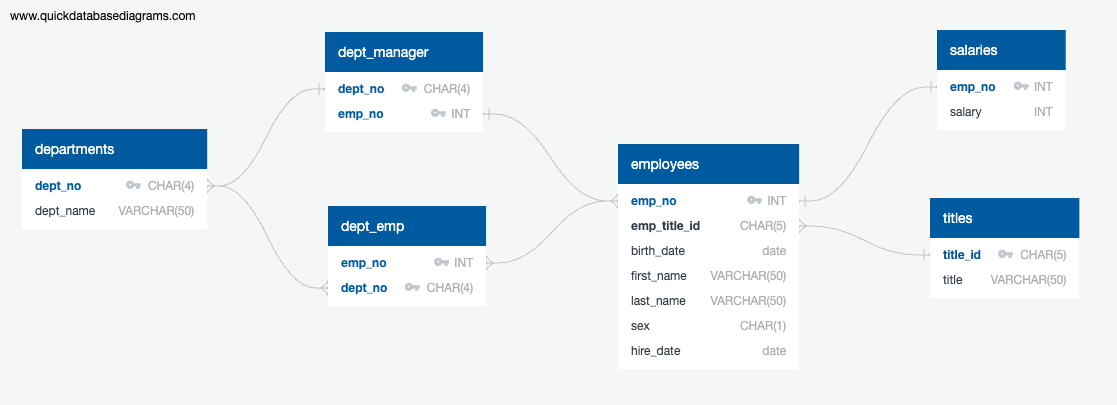 www.quickdatabasediagrams.com
departments
dept_no CHAR(4)
dept_name VARCHAR(50)
dept_manager
dept_no CHAR(4)
emp_no INT
dept_emp
emp_no INT
dept_no CHAR(4)
employees
emp_no INT
emp_title_id CHAR(5)
birth_date date
first_name VARCHAR(50)
last_name VARCHAR(50)
sex CHAR(1)
hire_date date
salaries
emp_no INT
salary INT
titles
title_id CHAR(5)
title VARCHAR(50)